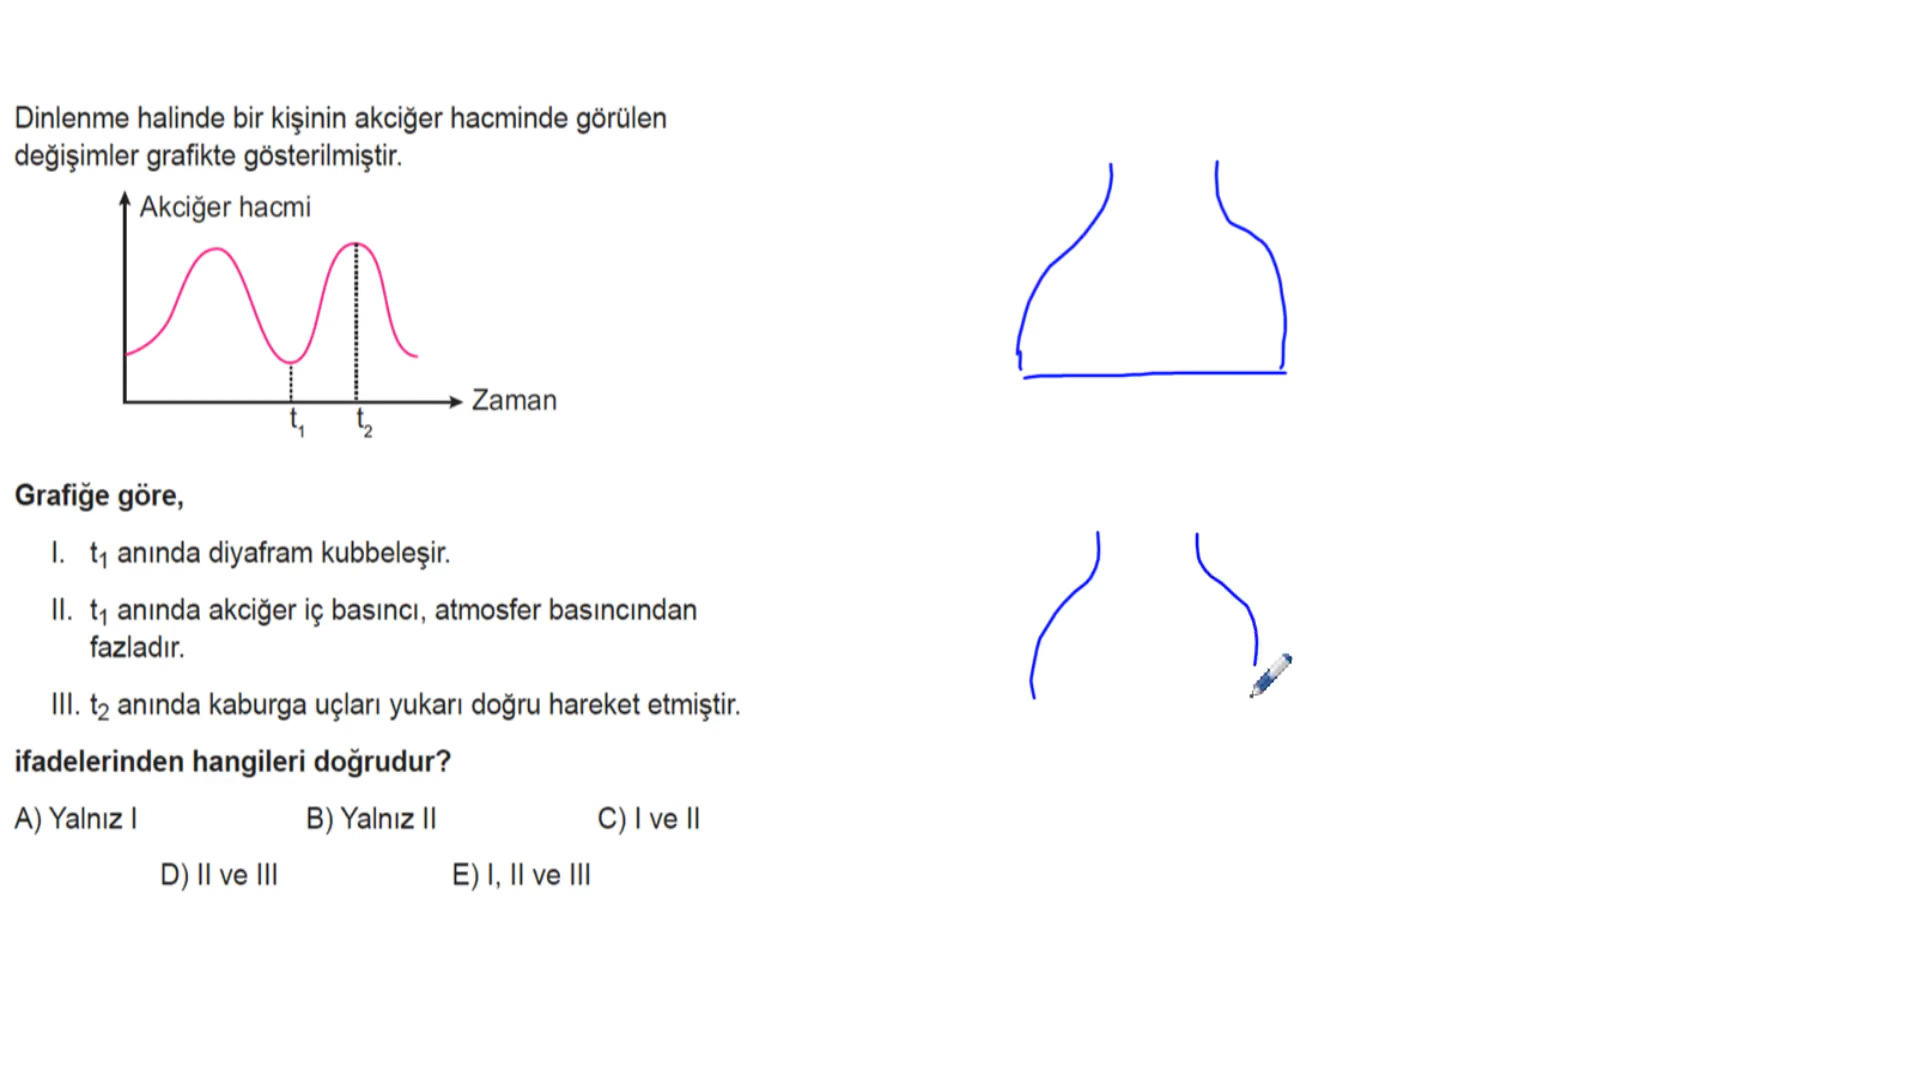 Dinlenme halinde bir kişinin akciğer hacminde görülen
değişimler grafikte gösterilmiştir.
Akciğer hacmi
Zaman
t1 t2
Grafiğe göre,
I. t1 anında diyafram kubbeleşir.
II. t1 anında akciğer iç basıncı, atmosfer basıncından
fazladır.
III. t2 anında kaburga uçları yukarı doğru hareket etmiştir.
ifadelerinden hangileri doğrudur?
A) Yalnız I B) Yalnız II C) I ve II
D) II ve III E) I, II ve III